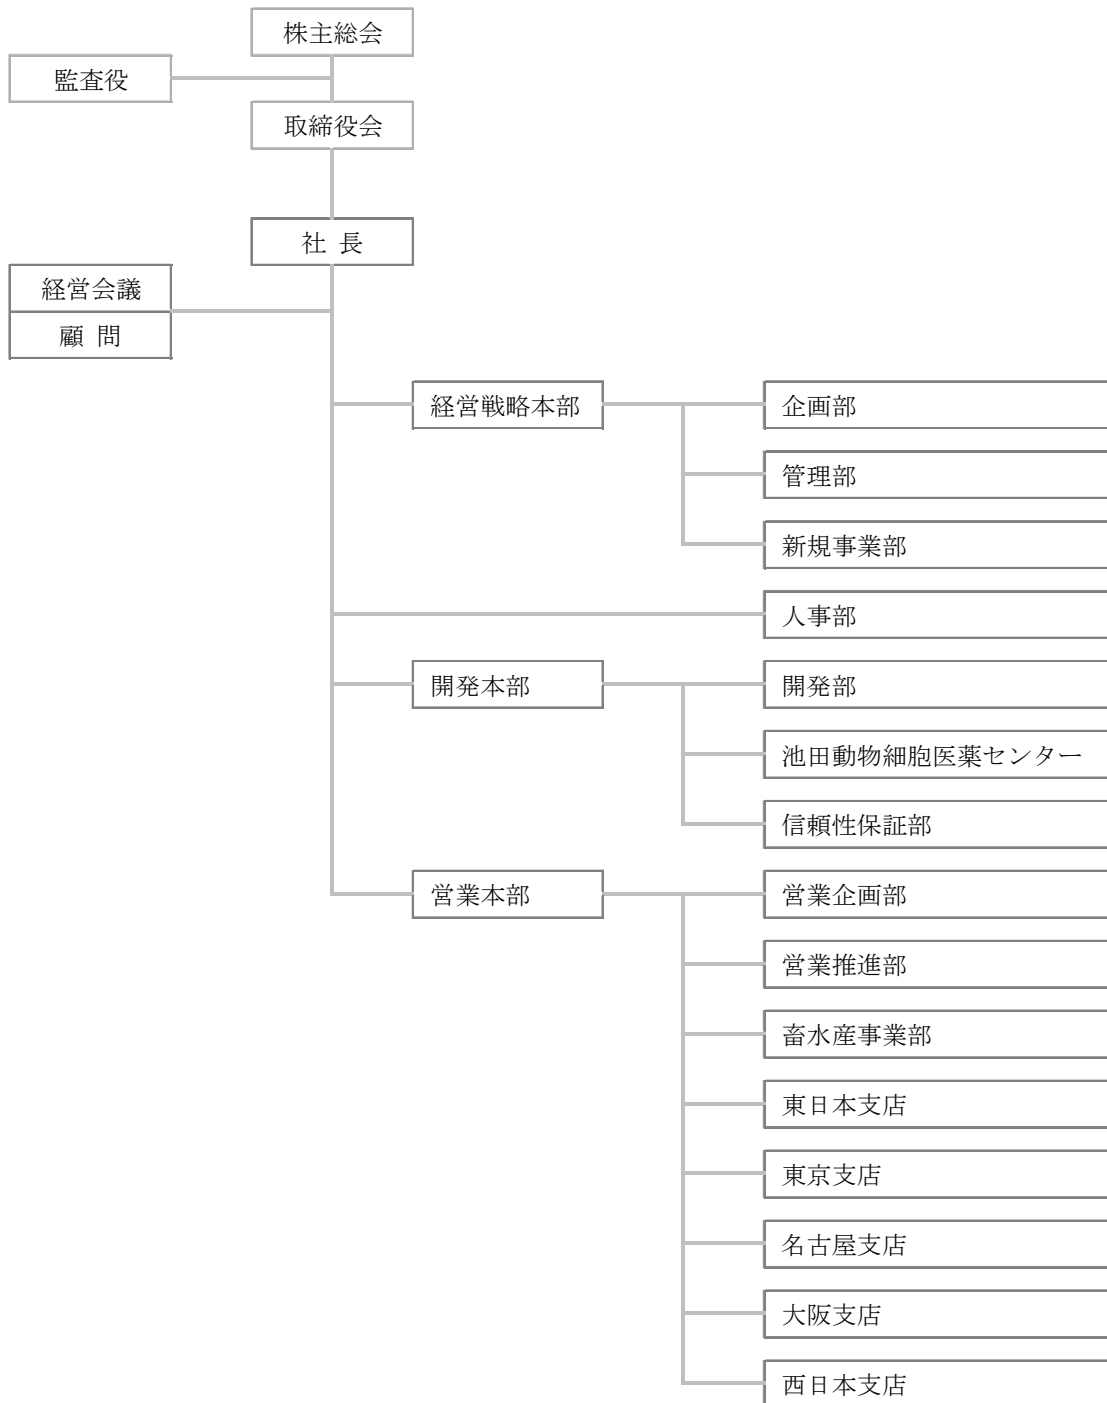 株主総会
監査役
取締役会
社 長
経営会議
顧 問
経営戦略本部
企画部
管理部
新規事業部
人事部
開発本部
開発部
池田動物細胞医薬センター
信頼性保証部
営業本部
営業企画部
営業推進部
畜水産事業部
東日本支店
東京支店
名古屋支店
大阪支店
西日本支店